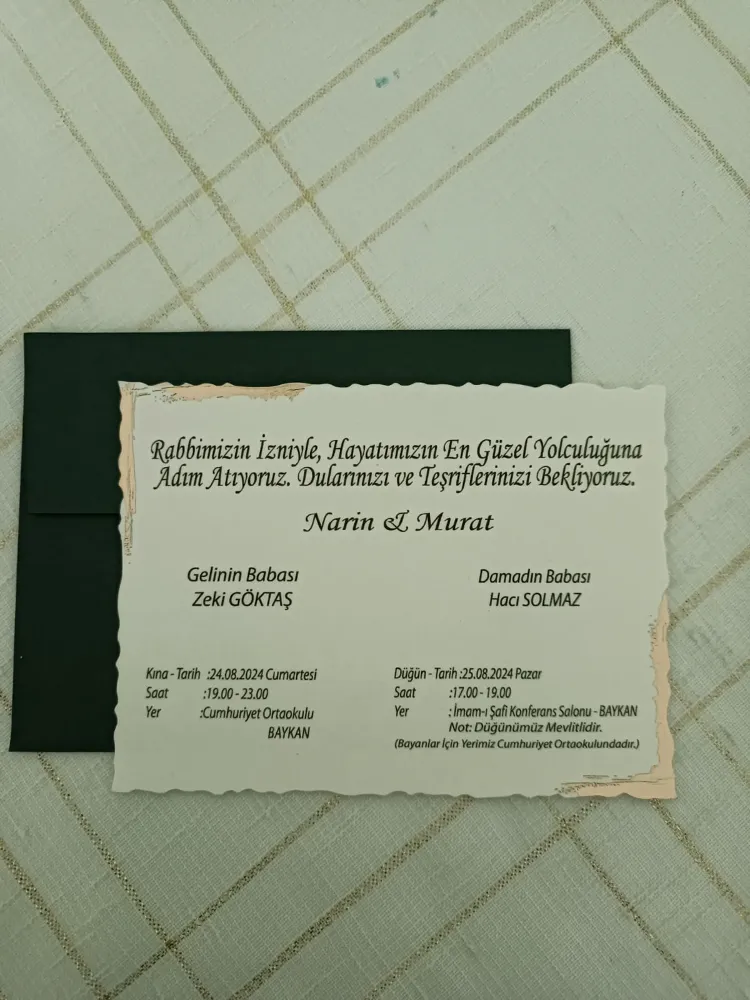 Rabbimizin İzniyle, Hayatımızın En Güzel Yolculuğuna
Adım Atıyoruz. Dularınızı ve Teşriflerinizi Bekliyoruz.
Narin & Murat
Gelinin Babası
Zeki GÖKTAŞ
Damadın Babası
Hacı SOLMAZ
Kına - Tarih :24.08.2024 Cumartesi
Saat :19.00 - 23.00
Yer :Cumhuriyet Ortaokulu
BAYKAN
Düğün - Tarih :25.08.2024 Pazar
Saat :17.00 - 19.00
Yer : İmam-ı Şafi Konferans Salonu - BAYKAN
Not: Düğünümüz Mevlitlidir.
(Bayanlar İçin Yerimiz Cumhuriyet Ortaokulundadır.)